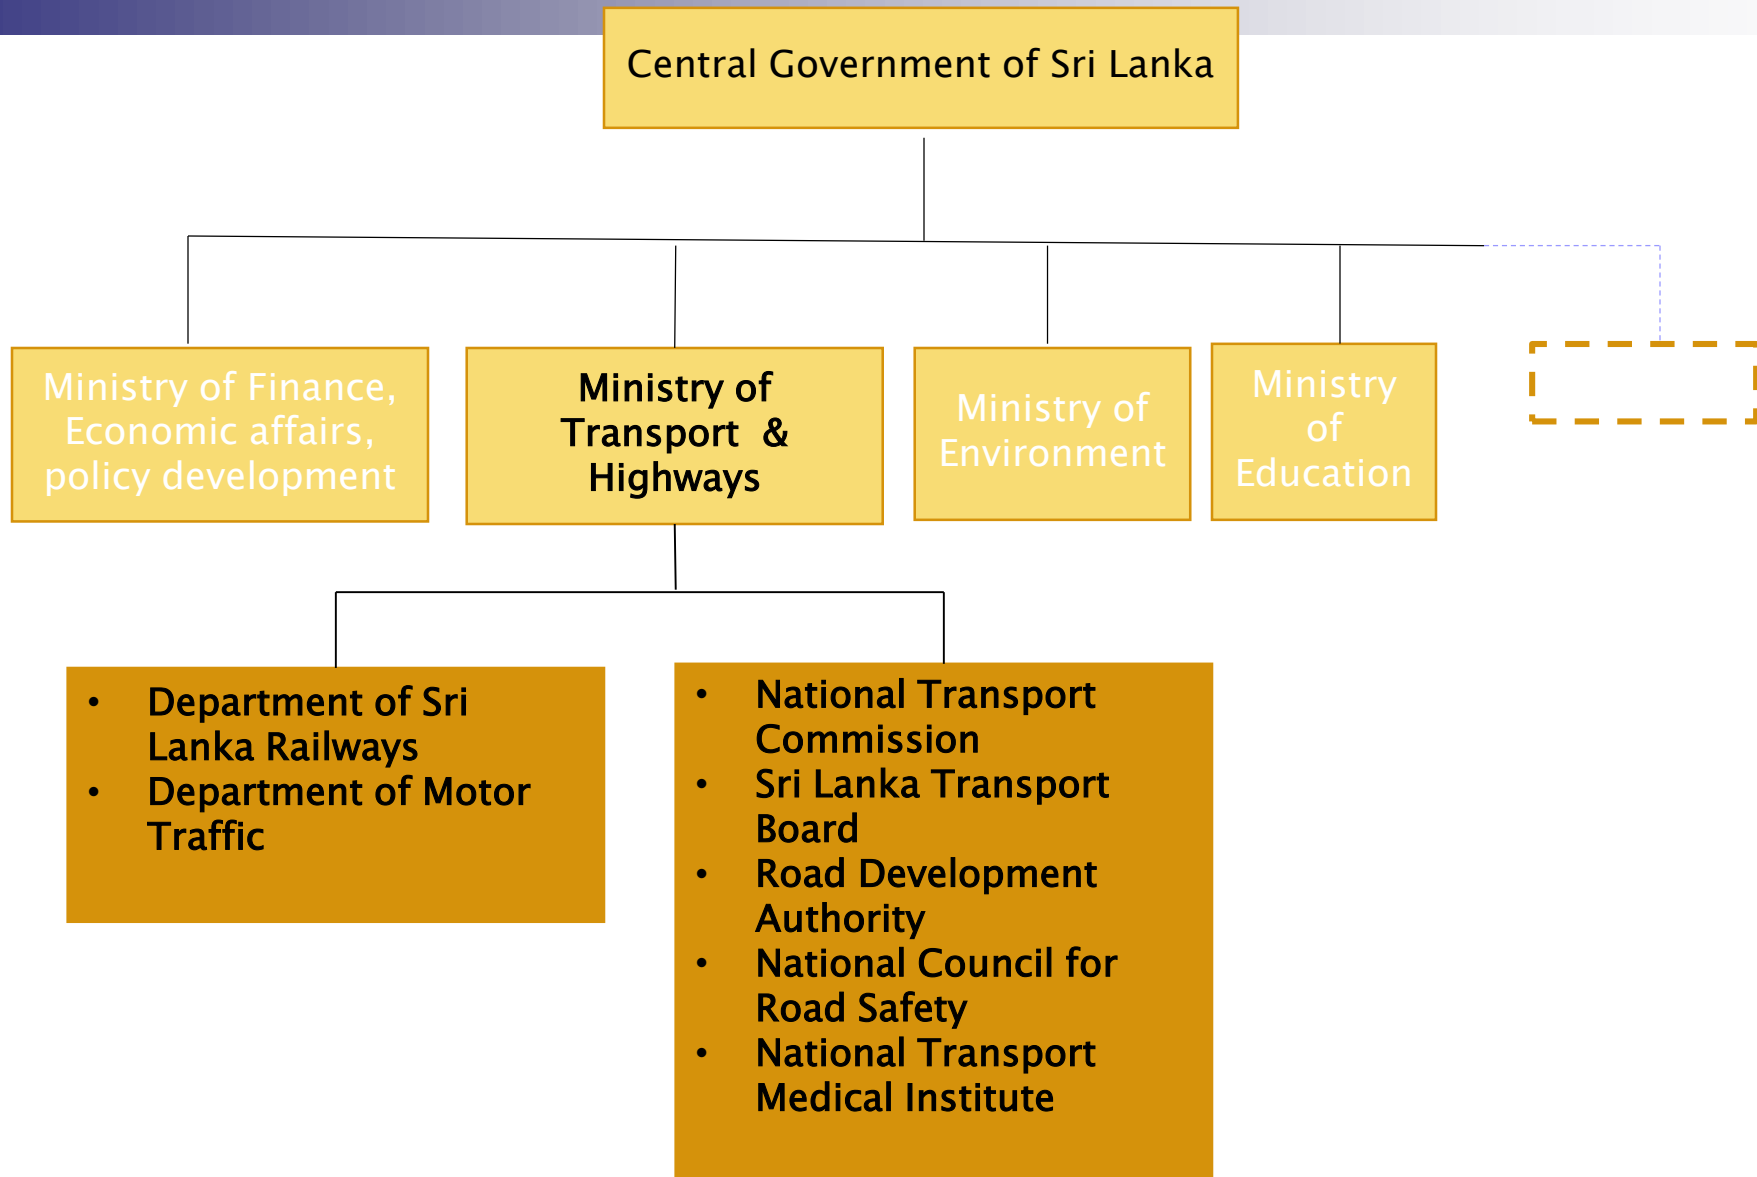 Central Government of Sri Lanka
Ministry of Finance,
Economic affairs,
policy development
Ministry of
Transport &
Highways
Ministry of
Environment
Ministry
of
Education
• Department of Sri
Lanka Railways
• Department of Motor
Traffic
• National Transport
Commission
• Sri Lanka Transport
Board
• Road Development
Authority
• National Council for
Road Safety
• National Transport
Medical Institute